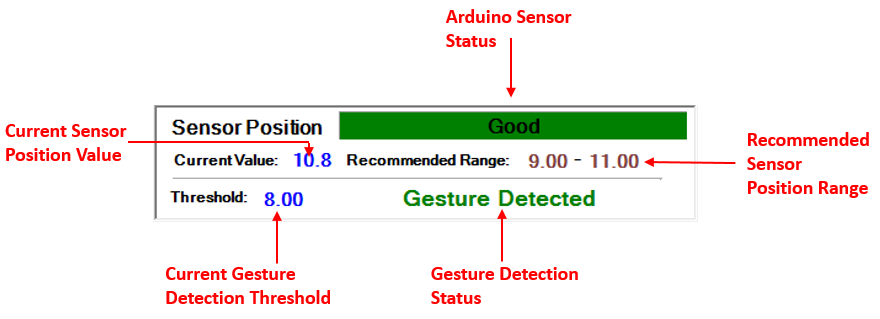 Arduino Sensor
Status
Current Sensor
Position Value
Sensor Position
Good
Current Value: 10.8 Recommended Range: 9.00 - 11.00
Threshold: 8.00
Gesture Detected
Recommended
Sensor
Position Range
Current Gesture
Detection Threshold
Gesture Detection
Status